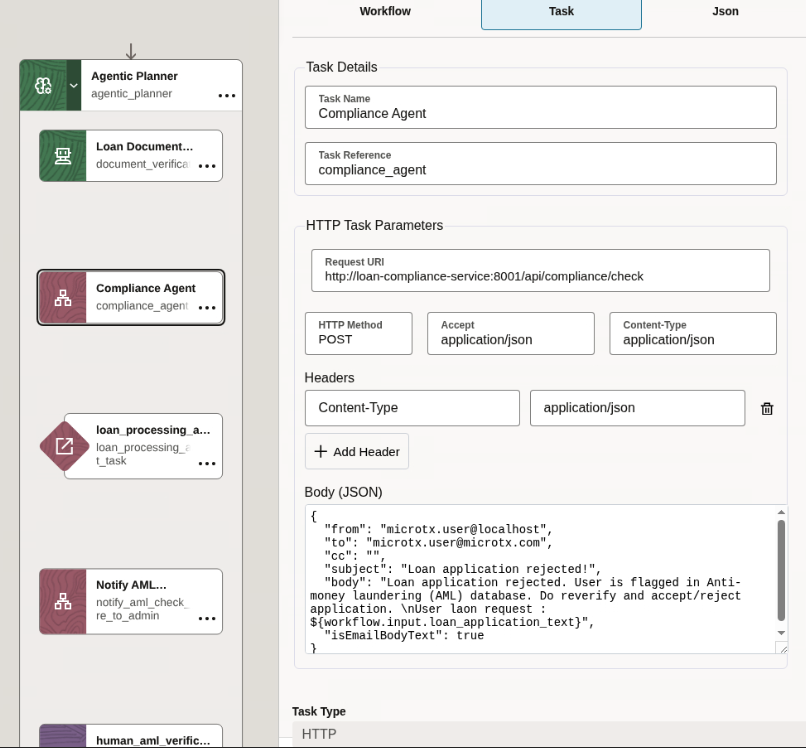 Workflow
Task
Json
Agentic Planner
agentic_planner
Loan Document...
document_verifica
Compliance Agent
compliance_agent
loan_processing_a...
loan_processing_a
t_task
Notify AML...
notify_aml_check_
re_to_admin
human_aml_verific...
Task Details
Task Name
Compliance Agent
Task Reference
compliance_agent
HTTP Task Parameters
Request URI
http://loan-compliance-service:8001/api/compliance/check
HTTP Method
POST
Accept
application/json
Content-Type
application/json
Headers
Content-Type
application/json
Add Header
Body (JSON)
{
"from": "microtx.user@localhost",
"to": "microtx.user@microtx.com",
"cc": "",
"subject": "Loan application rejected!",
"body": "Loan application rejected. User is flagged in Anti-
money laundering (AML) database. Do reverify and accept/reject
application. \nUser laon request :
${workflow.input.loan_application_text}",
"isEmailBodyText": true
}
Task Type
HTTP